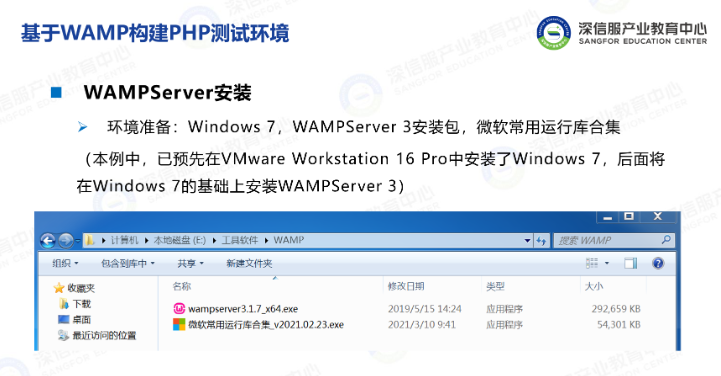 基于WAMP构建PHP测试环境
深信服产业教育中心
SANGFOR EDUCATION CENTER
WAMPServer安装
环境准备：Windows 7，WAMPServer 3安装包，微软常用运行库合集
（本例中，已预先在VMware Workstation 16 Pro中安装了Windows 7，后面将
在Windows 7的基础上安装WAMPServer 3）
计算机 本地磁盘 (E:) 工具软件 WAMP 搜索 WAMP
组织 包含到库中 共享 新建文件夹
收藏夹 名称 修改日期 类型 大小
下载 wampserver3.1.7_x64.exe 2019/5/15 14:24 应用程序 292,659 KB
桌面 微软常用运行库合集_v2021.02.23.exe 2021/3/10 9:41 应用程序 54,301 KB
最近访问的位置